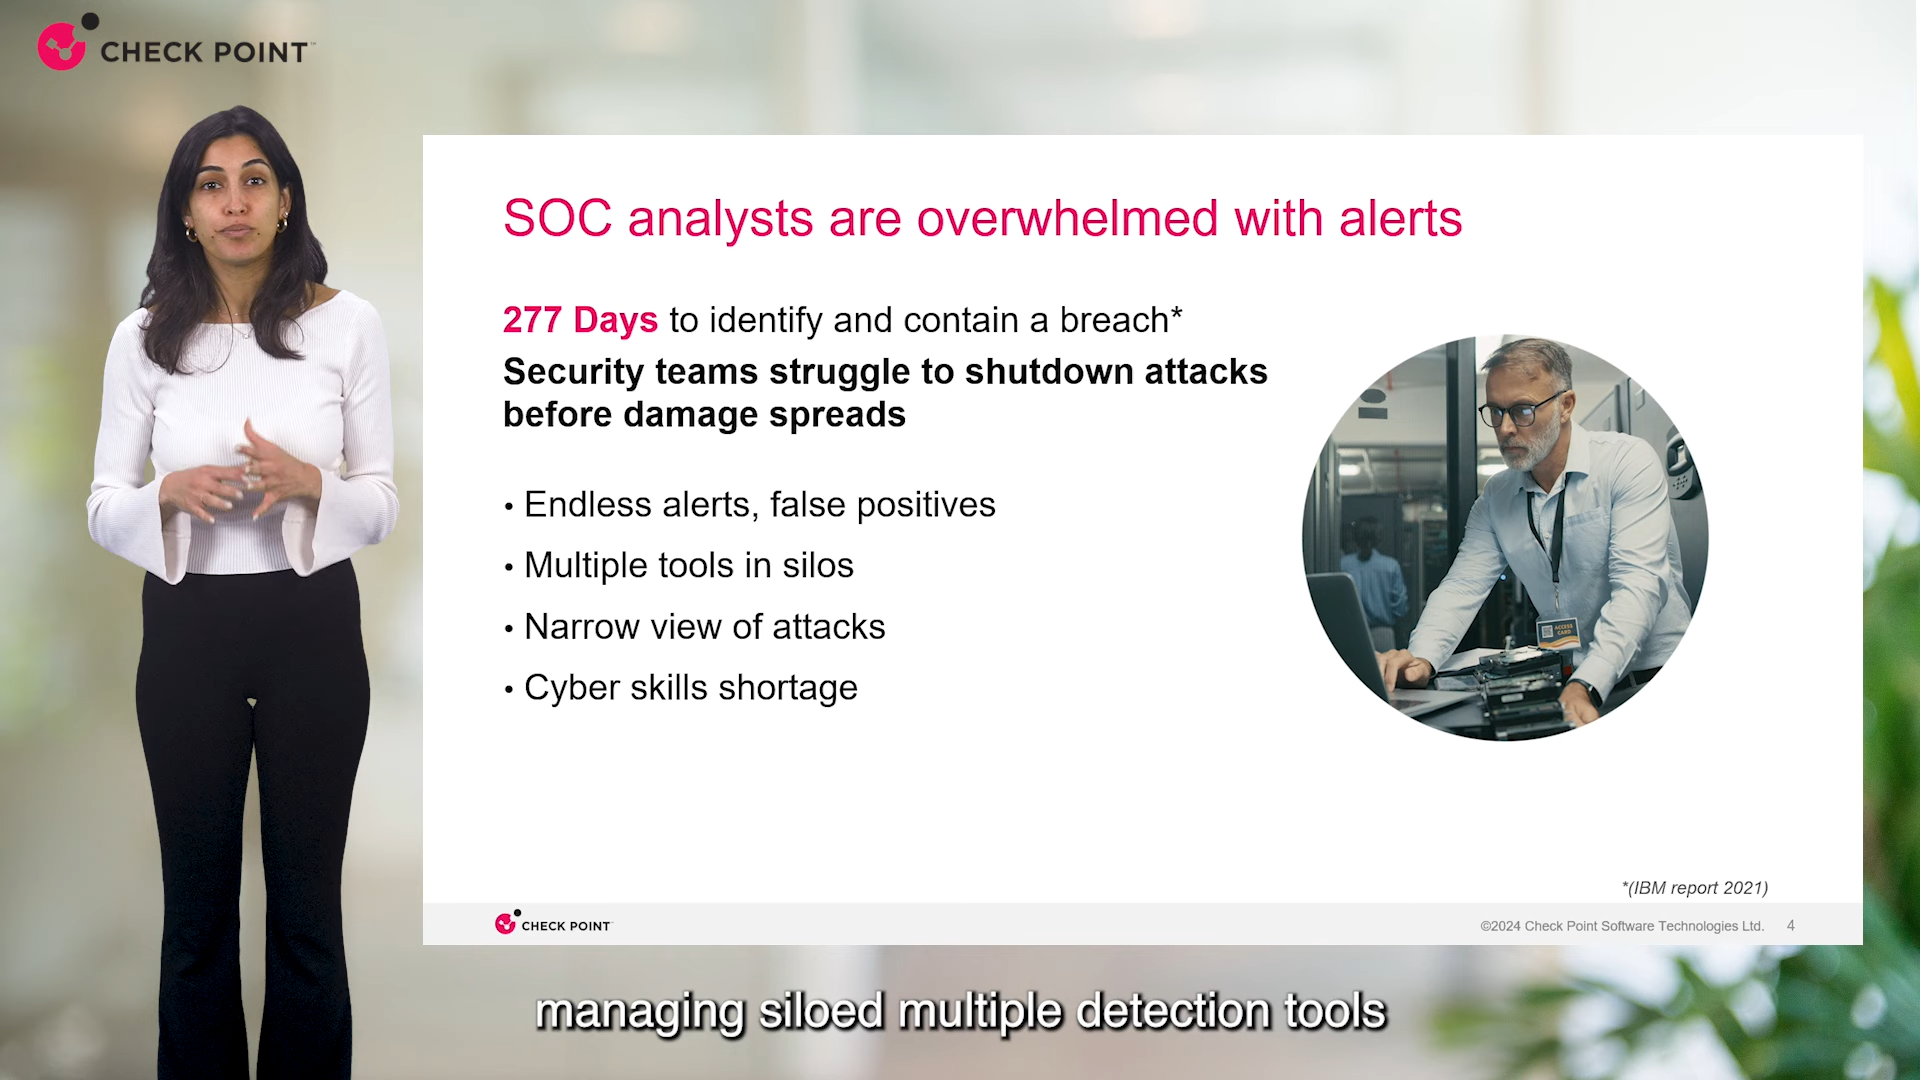 CHECK POINT
SOC analysts are overwhelmed with alerts
277 Days to identify and contain a breach*
Security teams struggle to shutdown attacks
before damage spreads
• Endless alerts, false positives
• Multiple tools in silos
• Narrow view of attacks
• Cyber skills shortage
ACCESS
CARD
*(IBM report 2021)
CHECK POINT
©2024 Check Point Software Technologies Ltd. 4
managing siloed multiple detection tools